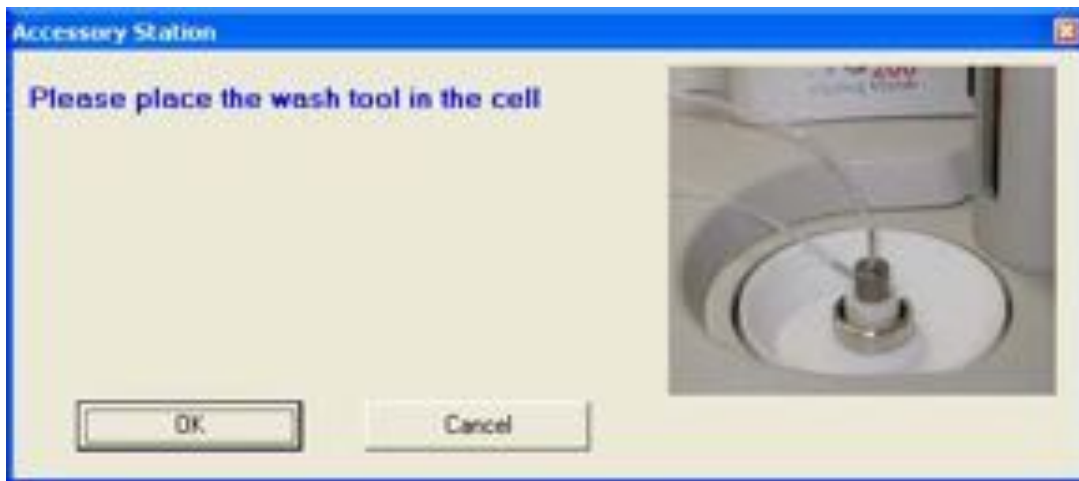 Accessory Station
Please place the wash tool in the cell
OK
Cancel